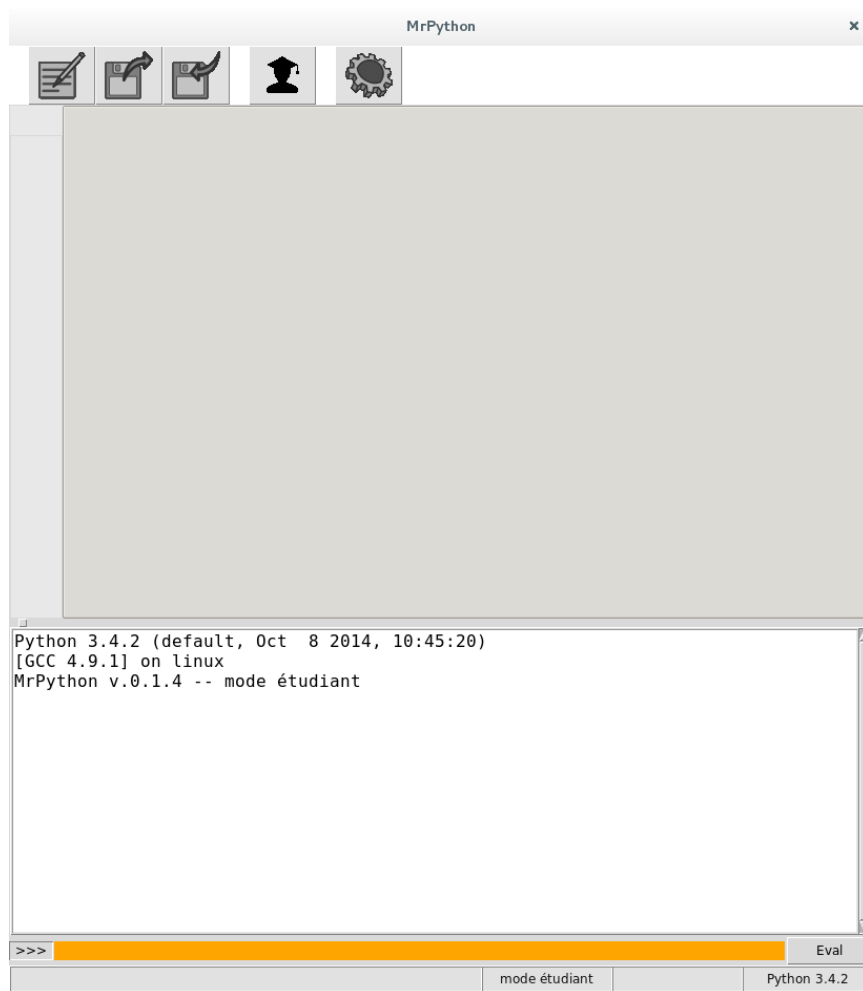 MrPython
Python 3.4.2 (default, Oct  8 2014, 10:45:20)
[GCC 4.9.1] on linux
MrPython v.0.1.4 -- mode étudiant
>>> Eval
mode étudiant Python 3.4.2